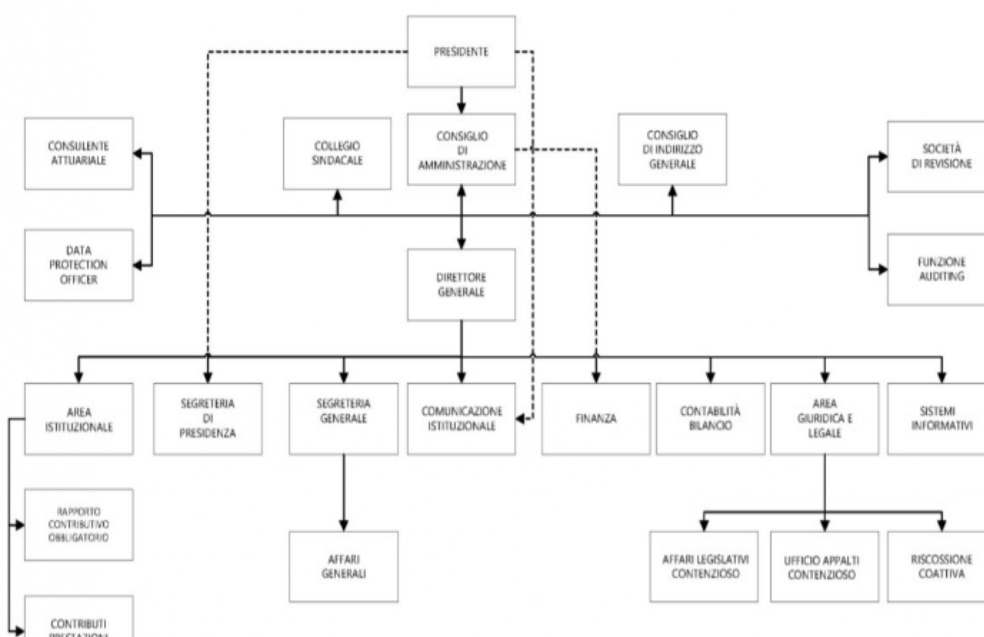 PRESIDENTE
CONSULENTE
ATTUARIALE
COLLEGIO
SINDACALE
CONSIGLIO
DI
AMMINISTRAZIONE
CONSIGLIO
DI INDIRIZZO
GENERALE
SOCIETÀ
DI REVISIONE
DATA
PROTECTION
OFFICER
DIRETTORE
GENERALE
FUNZIONE
AUDITING
AREA
ISTITUZIONALE
SEGRETERIA
DI
PRESIDENZA
SEGRETERIA
GENERALE
COMUNICAZIONE
ISTITUZIONALE
FINANZA
CONTABILITÀ
BILANCIO
AREA
GIURIDICA E
LEGALE
SISTEMI
INFORMATIVI
RAPPORTO
CONTRIBUTIVO
OBBLIGATORIO
AFFARI
GENERALI
AFFARI LEGISLATIVI
CONTENZIOSO
UFFICIO APPALTI
CONTENZIOSO
RISCOSSIONE
COATTIVA
CONTRIBUTI